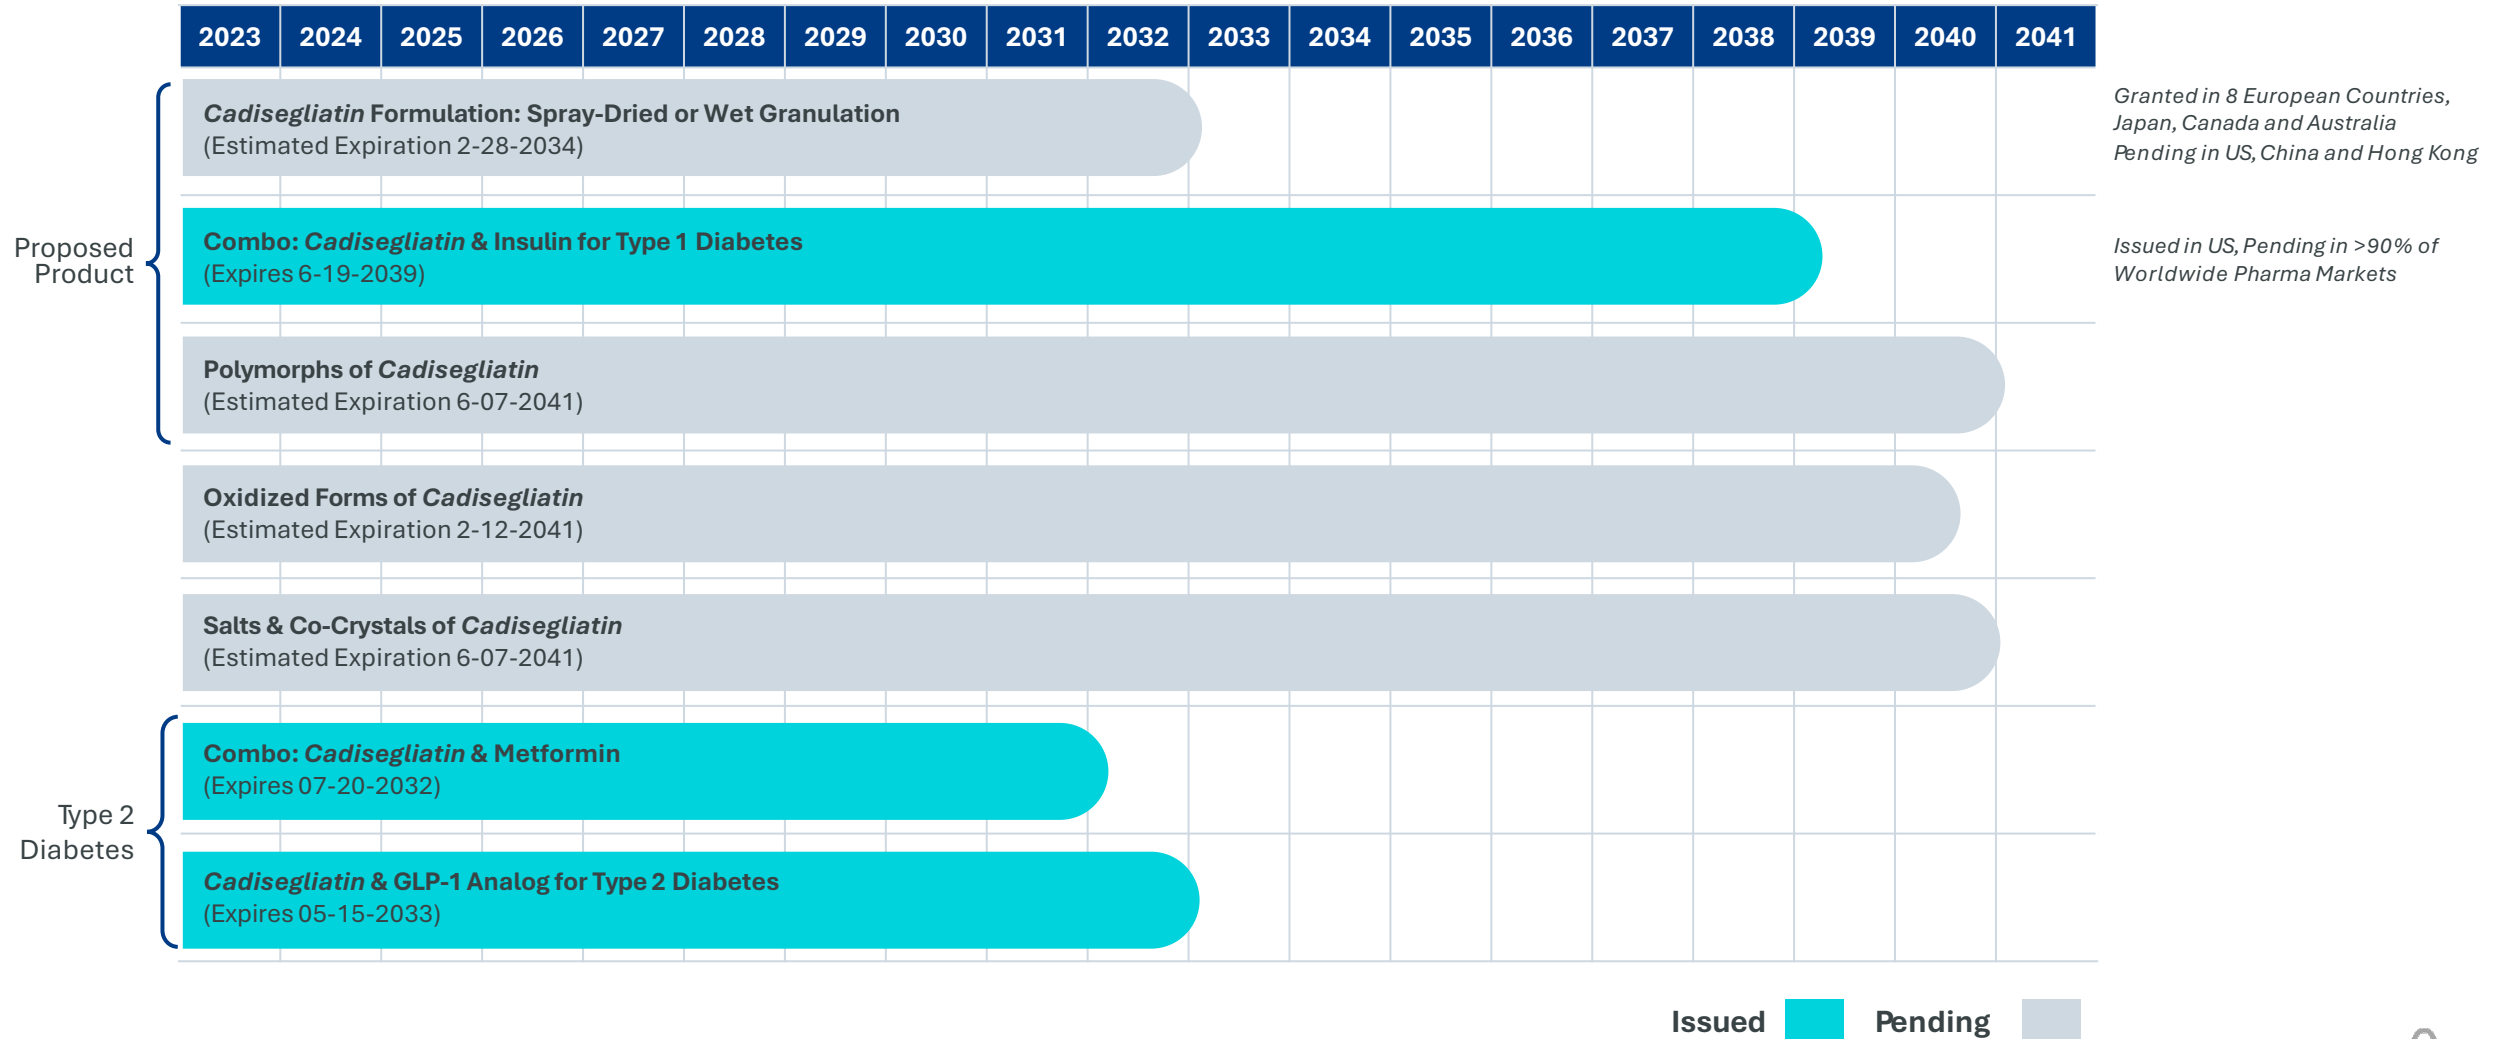 2023 2024 2025 2026 2027 2028 2029 2030 2031 2032 2033 2034 2035 2036 2037 2038 2039 2040 2041
Proposed
Product
Cadisegliatin Formulation: Spray-Dried or Wet Granulation
(Estimated Expiration 2-28-2034)
Granted in 8 European Countries,
Japan, Canada and Australia
Pending in US, China and Hong Kong
Combo: Cadisegliatin & Insulin for Type 1 Diabetes
(Expires 6-19-2039)
Issued in US, Pending in >90% of
Worldwide Pharma Markets
Polymorphs of Cadisegliatin
(Estimated Expiration 6-07-2041)
Oxidized Forms of Cadisegliatin
(Estimated Expiration 2-12-2041)
Salts & Co-Crystals of Cadisegliatin
(Estimated Expiration 6-07-2041)
Type 2
Diabetes
Combo: Cadisegliatin & Metformin
(Expires 07-20-2032)
Cadisegliatin & GLP-1 Analog for Type 2 Diabetes
(Expires 05-15-2033)
Issued Pending